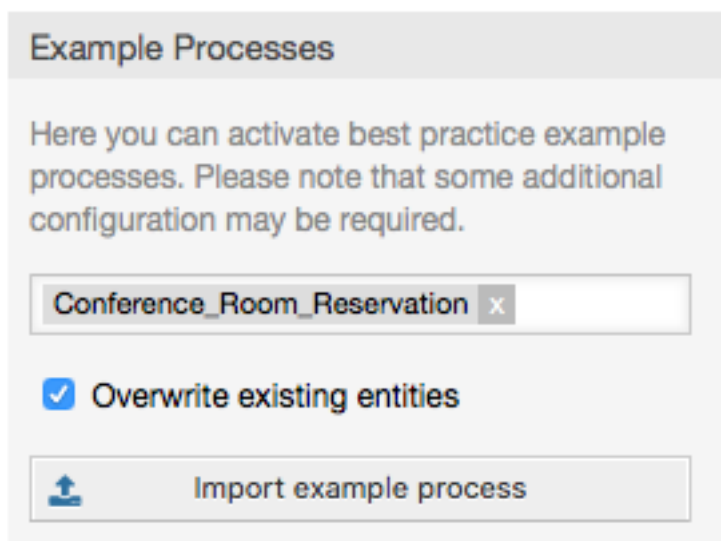 Example Processes
Here you can activate best practice example
processes. Please note that some additional
configuration may be required.
Conference_Room_Reservation x
Overwrite existing entities
Import example process